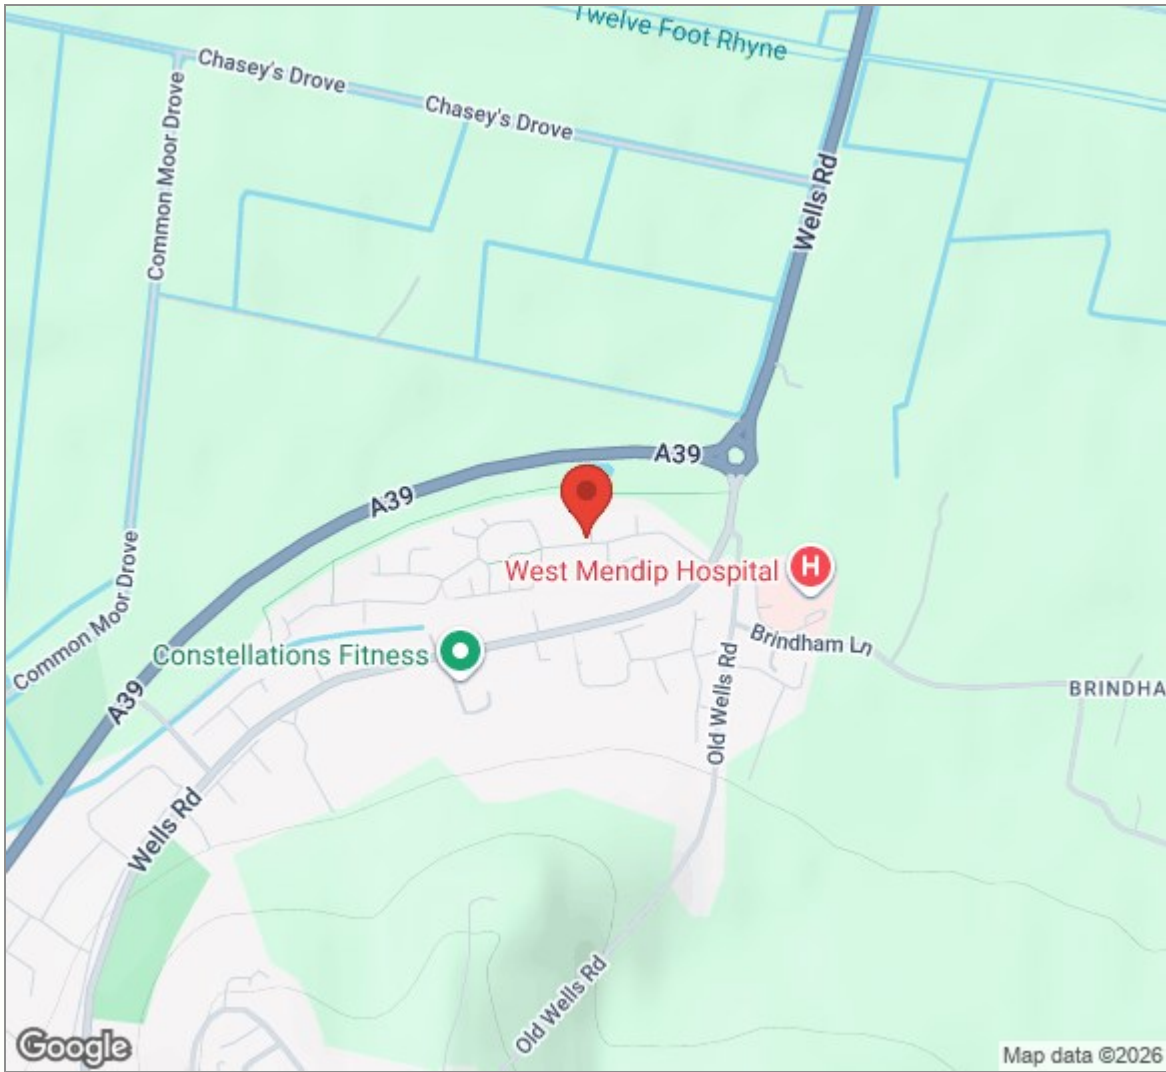 Twelve Foot Rhyne
Chasey's Drove
Chasey's Drove
Common Moor Drove
Wells Rd
A39
A39
West Mendip Hospital
H
Common Moor Drove
Constellations Fitness
Brindham Ln
Old Wells Rd
BRINDHA
A39
Wells Rd
Old Wells Rd
Google
Map data ©2026